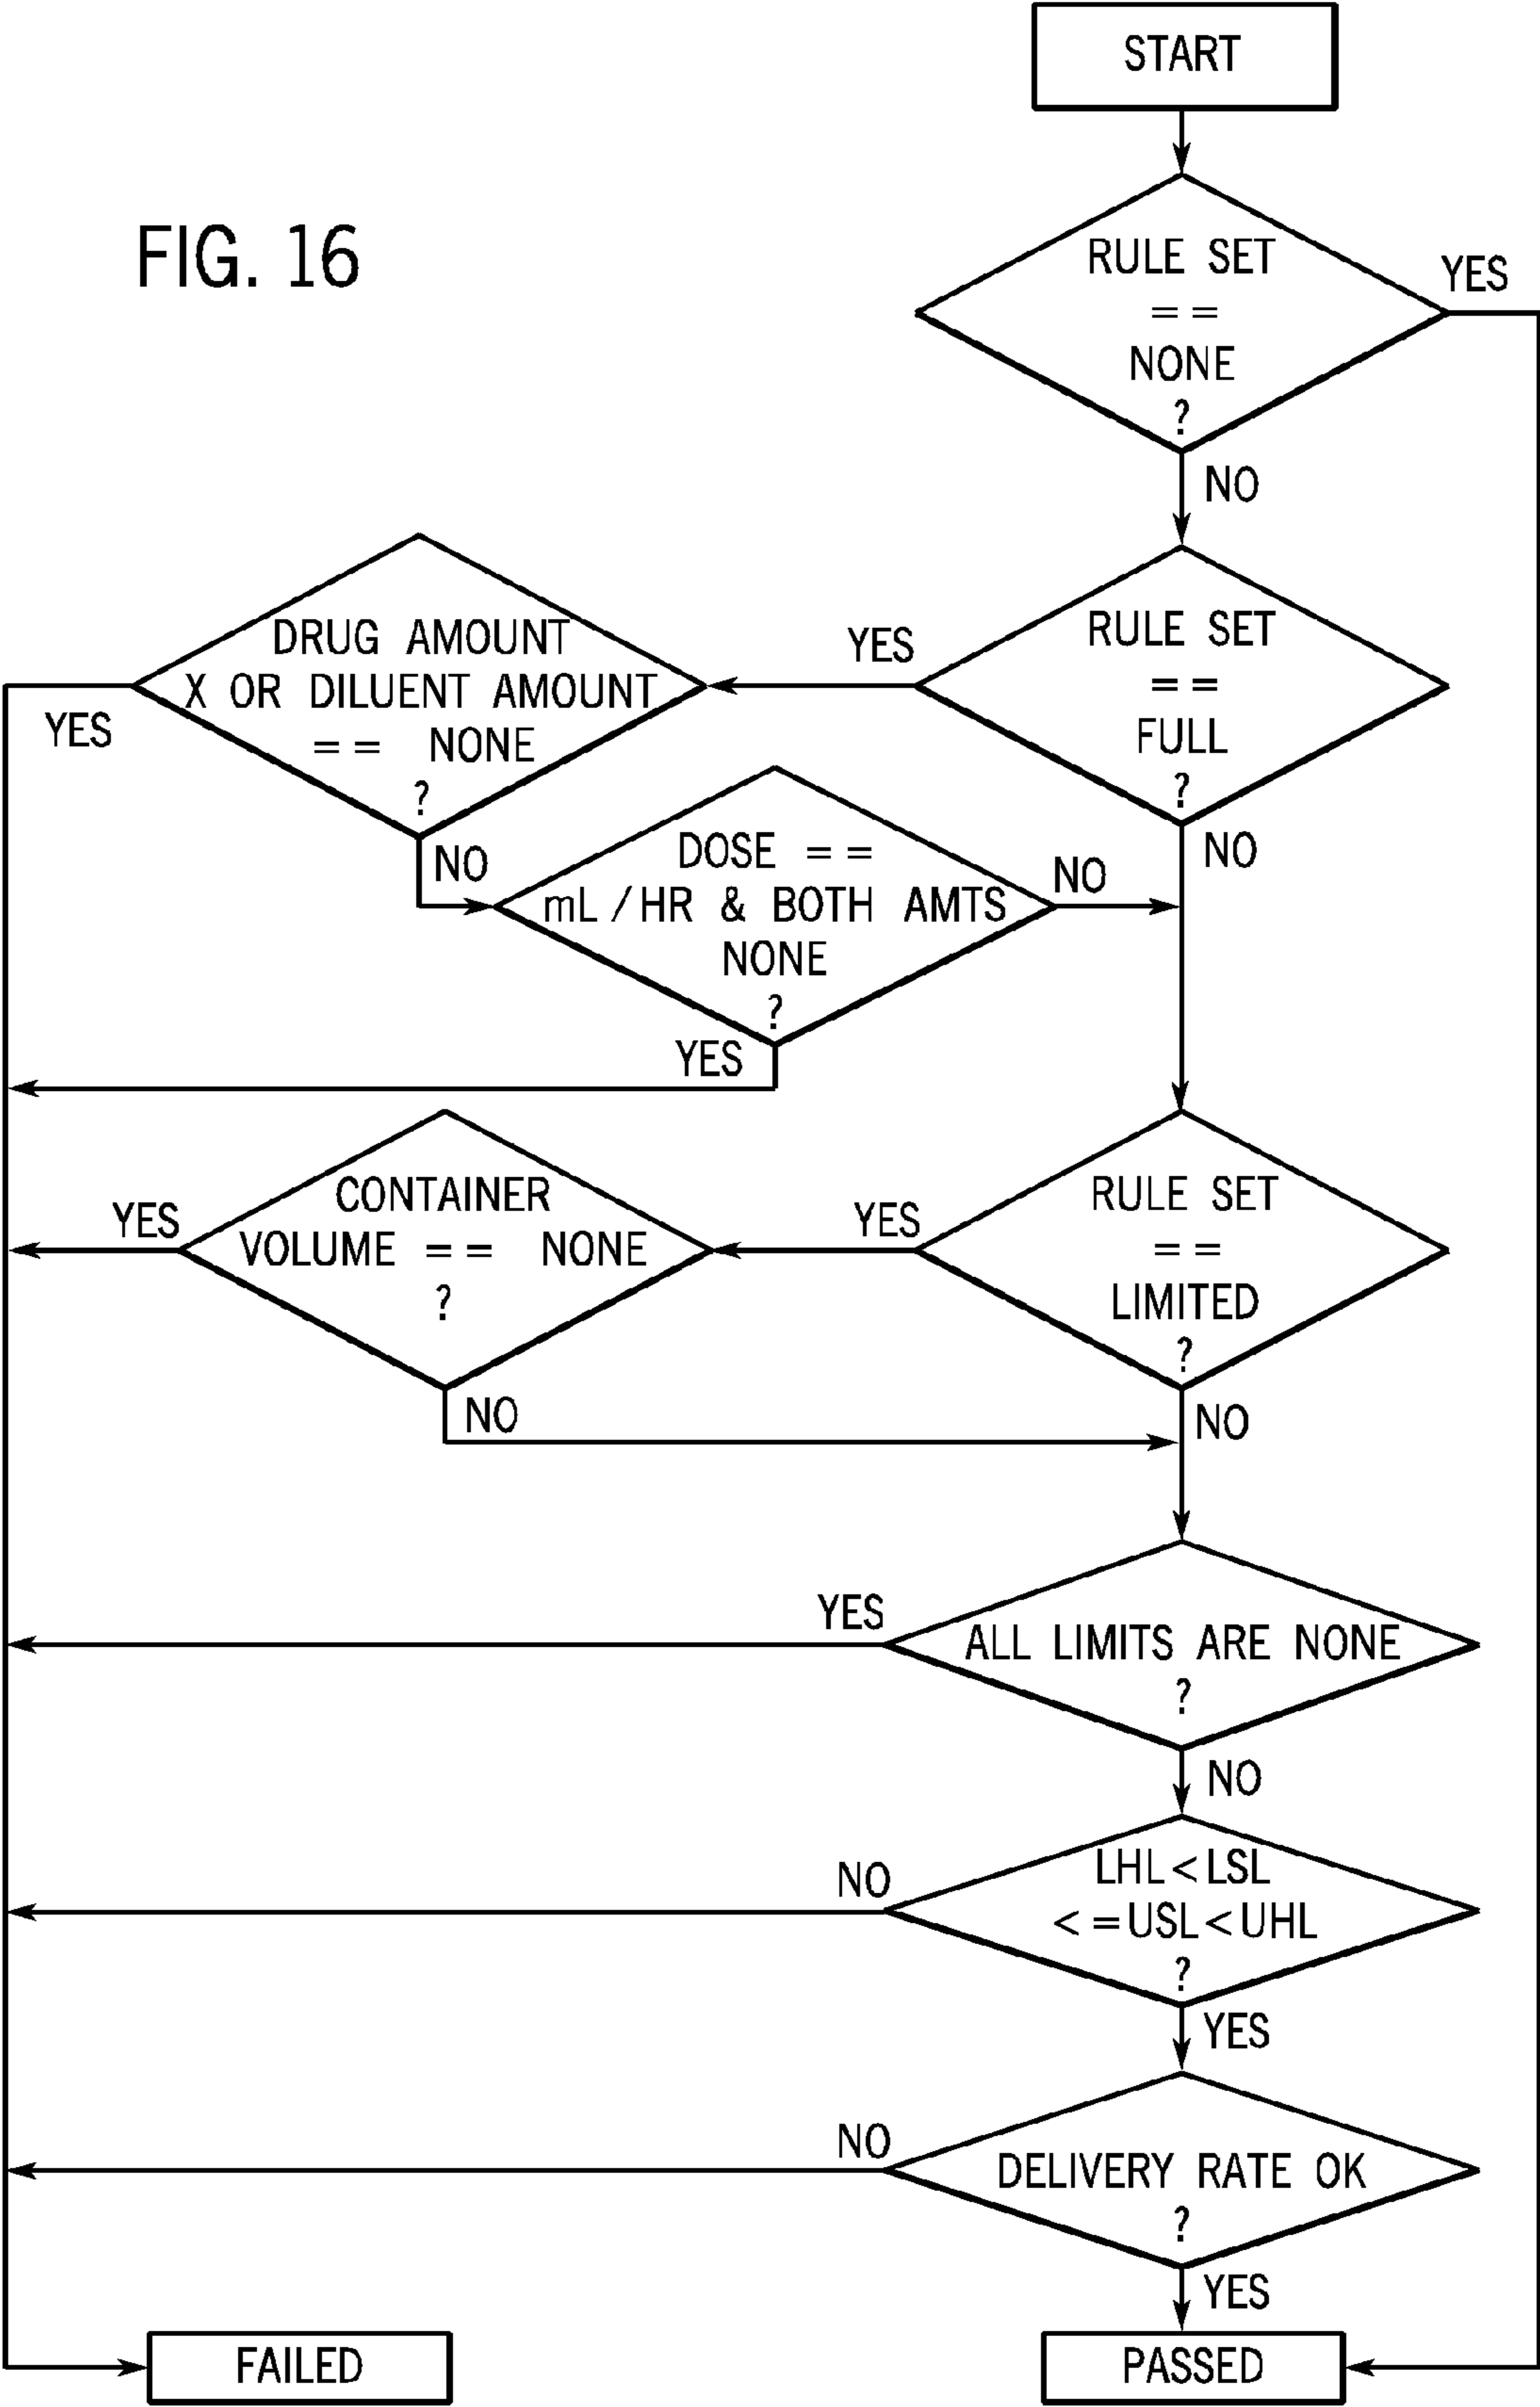 START
FIG. 16
RULE SET
==
NONE
?
YES
NO
DRUG AMOUNT
X OR DILUENT AMOUNT
== NONE
?
YES
NO
RULE SET
==
FULL
?
YES
NO
DOSE ==
mL/HR & BOTH AMTS
NONE
?
NO
YES
CONTAINER
VOLUME == NONE
?
YES
NO
RULE SET
==
LIMITED
?
YES
NO
ALL LIMITS ARE NONE
?
YES
NO
LHL<LSL
<=USL<UHL
?
NO
YES
DELIVERY RATE OK
?
NO
YES
FAILED
PASSED